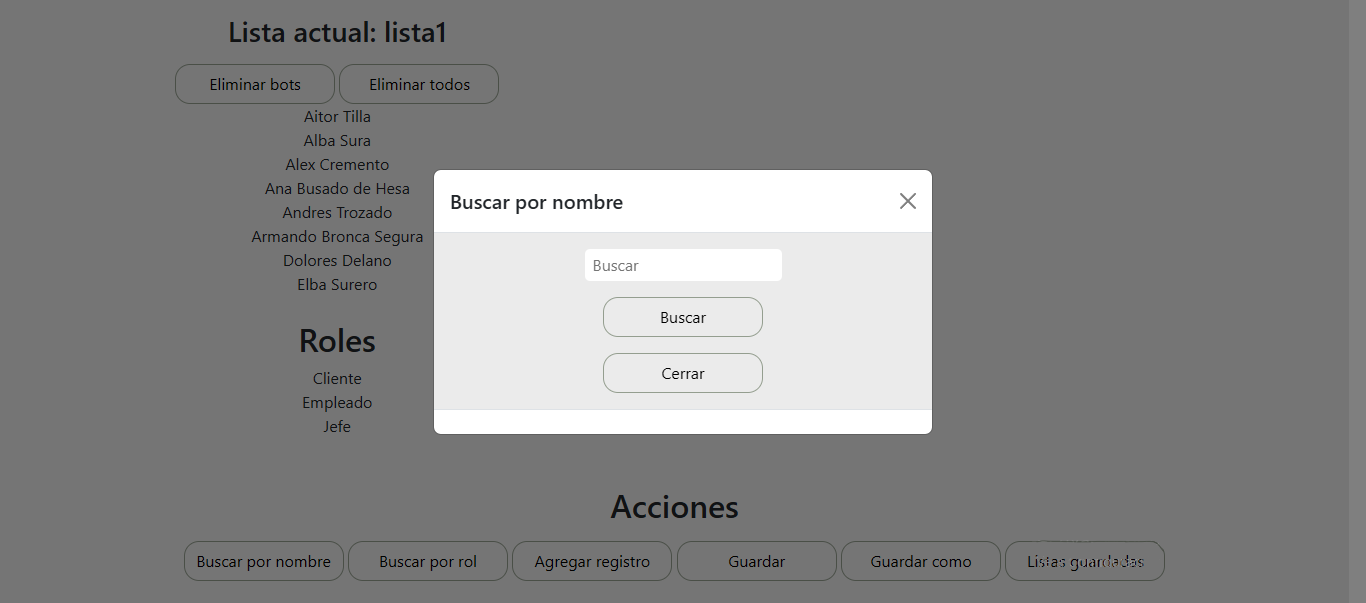 Lista actual: lista1
Eliminar bots
Eliminar todos
Aitor Tilla
Alba Sura
Alex Cremento
Ana Busado de Hesa
Andres Trozado
Armando Bronca Segura
Dolores Delano
Elba Surero
Roles
Cliente
Empleado
Jefe
Buscar por nombre
Buscar
Buscar
Cerrar
Acciones
Buscar por nombre
Buscar por rol
Agregar registro
Guardar
Guardar como
Listas guardadas